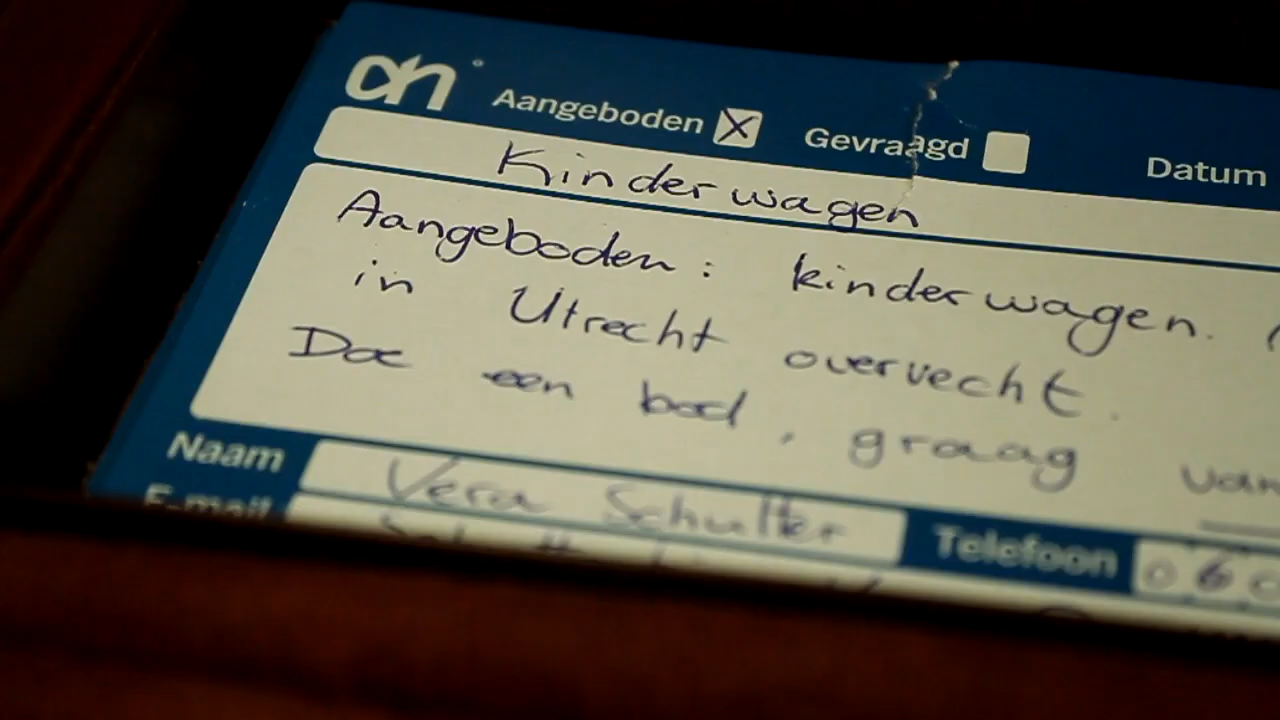 ah Aangeboden X Gevraagd Datum
Kinderwagen
Aangeboden: kinderwagen. (
in Utrecht overvecht.
Doe een bod, graag van
Naam Vera Schulter Telefoon 06
E-mail